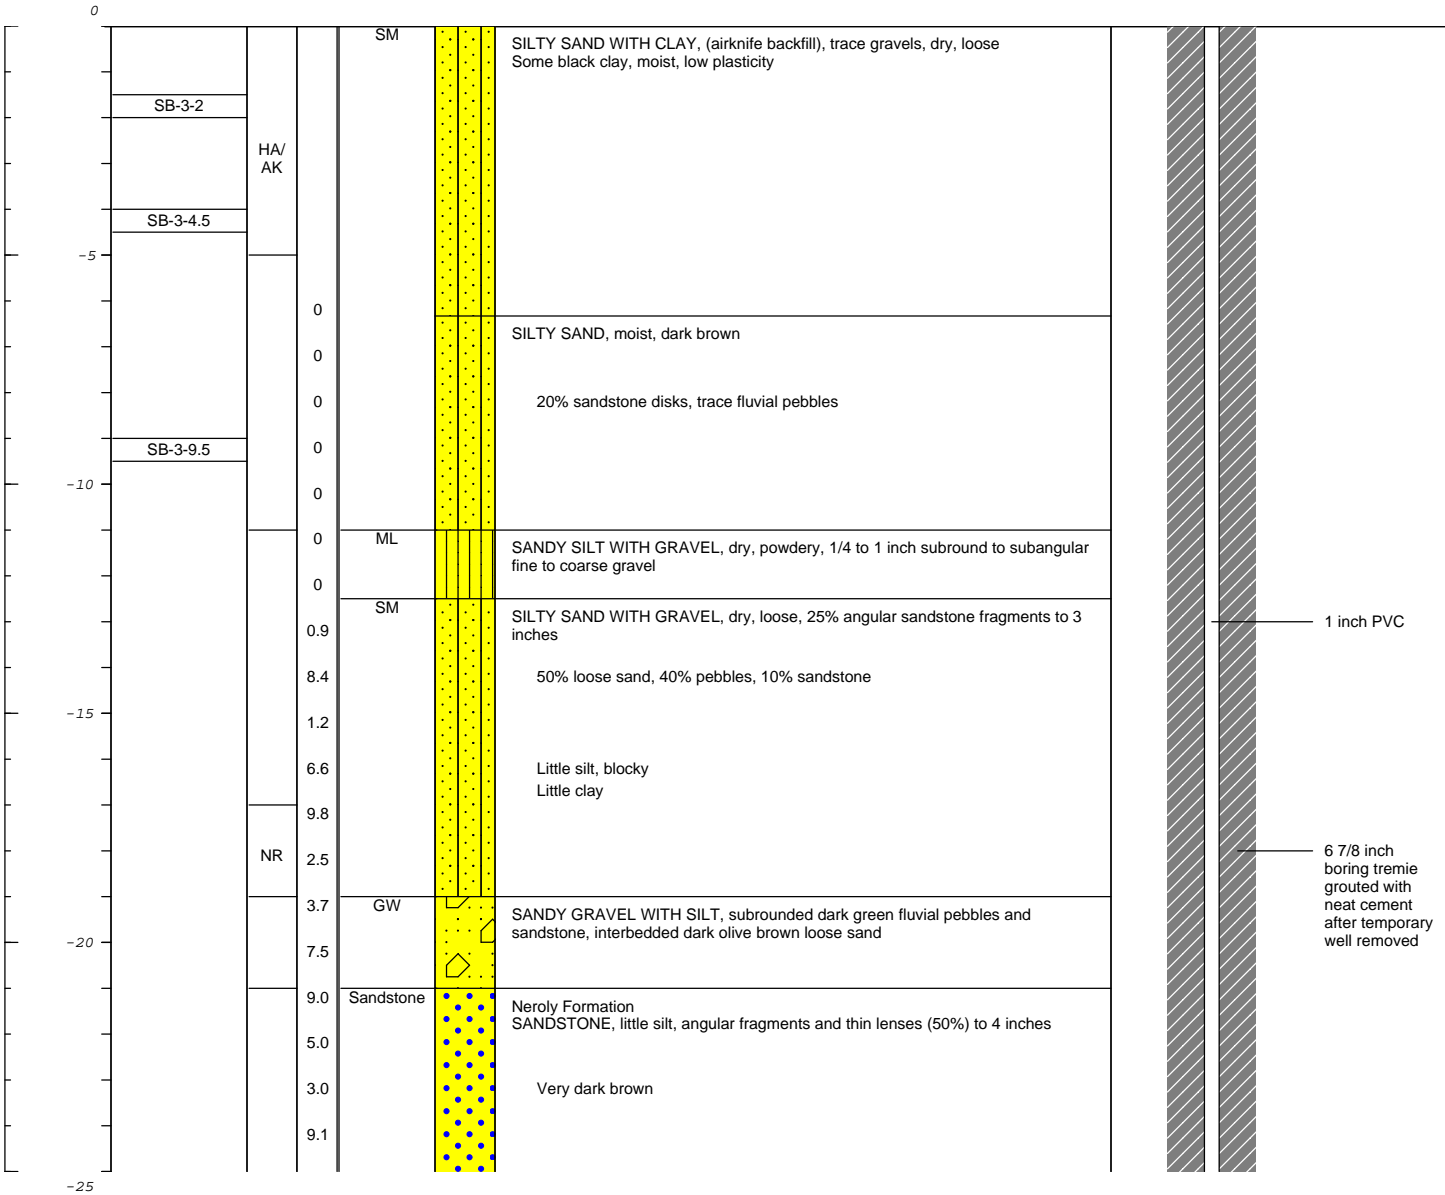 0
SM
SILTY SAND WITH CLAY, (airknife backfill), trace gravels, dry, loose
Some black clay, moist, low plasticity
SB-3-2
HA/
AK
SB-3-4.5
-5
0
SILTY SAND, moist, dark brown
0
0
20% sandstone disks, trace fluvial pebbles
SB-3-9.5
0
-10
0
0
ML
SANDY SILT WITH GRAVEL, dry, powdery, 1/4 to 1 inch subround to subangular
fine to coarse gravel
0
SM
SILTY SAND WITH GRAVEL, dry, loose, 25% angular sandstone fragments to 3
inches
0.9
1 inch PVC
8.4
50% loose sand, 40% pebbles, 10% sandstone
-15
1.2
6.6
Little silt, blocky
Little clay
9.8
NR
2.5
6 7/8 inch
boring tremie
grouted with
neat cement
after temporary
well removed
3.7
GW
SANDY GRAVEL WITH SILT, subrounded dark green fluvial pebbles and
sandstone, interbedded dark olive brown loose sand
-20
7.5
9.0
Sandstone
Neroly Formation
SANDSTONE, little silt, angular fragments and thin lenses (50%) to 4 inches
5.0
3.0
Very dark brown
9.1
-25